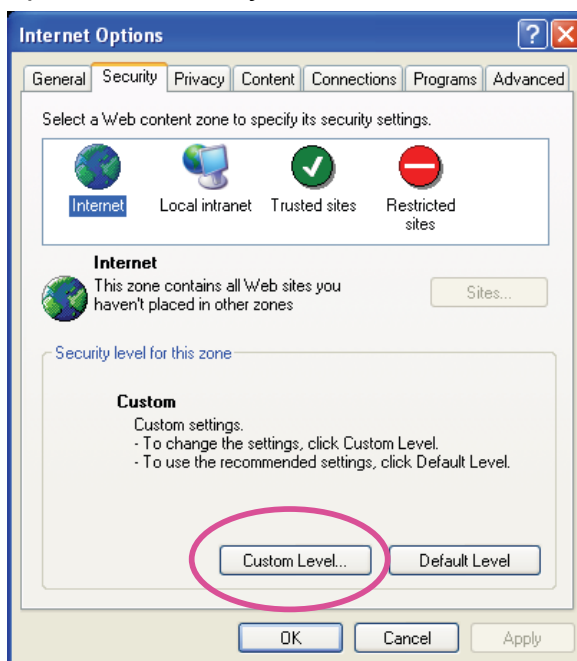 Internet Options
General Security Privacy Content Connections Programs Advanced
Select a Web content zone to specify its security settings.
Internet Local intranet Trusted sites Restricted sites
Internet
This zone contains all Web sites you
haven't placed in other zones
Sites...
Security level for this zone
Custom
Custom settings.
- To change the settings, click Custom Level.
- To use the recommended settings, click Default Level.
Custom Level... Default Level
OK Cancel Apply